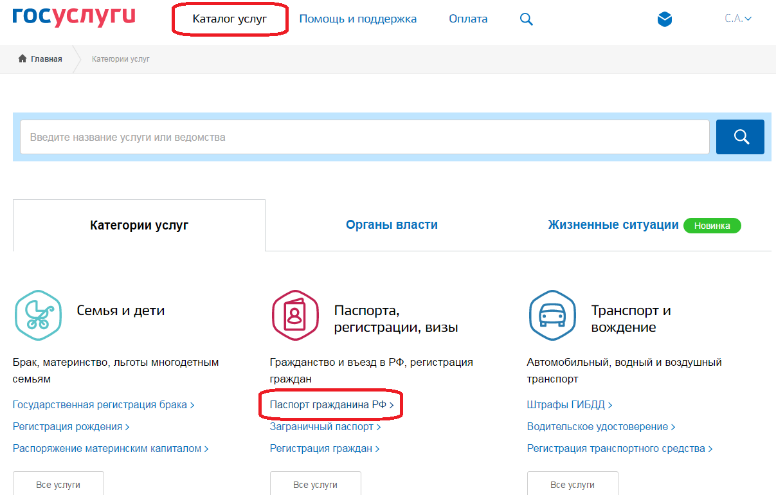 госуслуги Каталог услуг Помощь и поддержка Оплата С.А.
Главная Категории услуг
Введите название услуги или ведомства
Категории услуг Органы власти Жизненные ситуации Новинка
Семья и дети
Паспорта,
регистрации, визы
Транспорт и
вождение
Брак, материнство, льготы многодетным
семьям
Гражданство и въезд в РФ, регистрация
граждан
Автомобильный, водный и воздушный
транспорт
Государственная регистрация брака >
Паспорт гражданина РФ >
Штрафы ГИБДД >
Регистрация рождения >
Заграничный паспорт >
Водительское удостоверение >
Распоряжение материнским капиталом >
Регистрация граждан >
Регистрация транспортного средства >
Все услуги Все услуги Все услуги